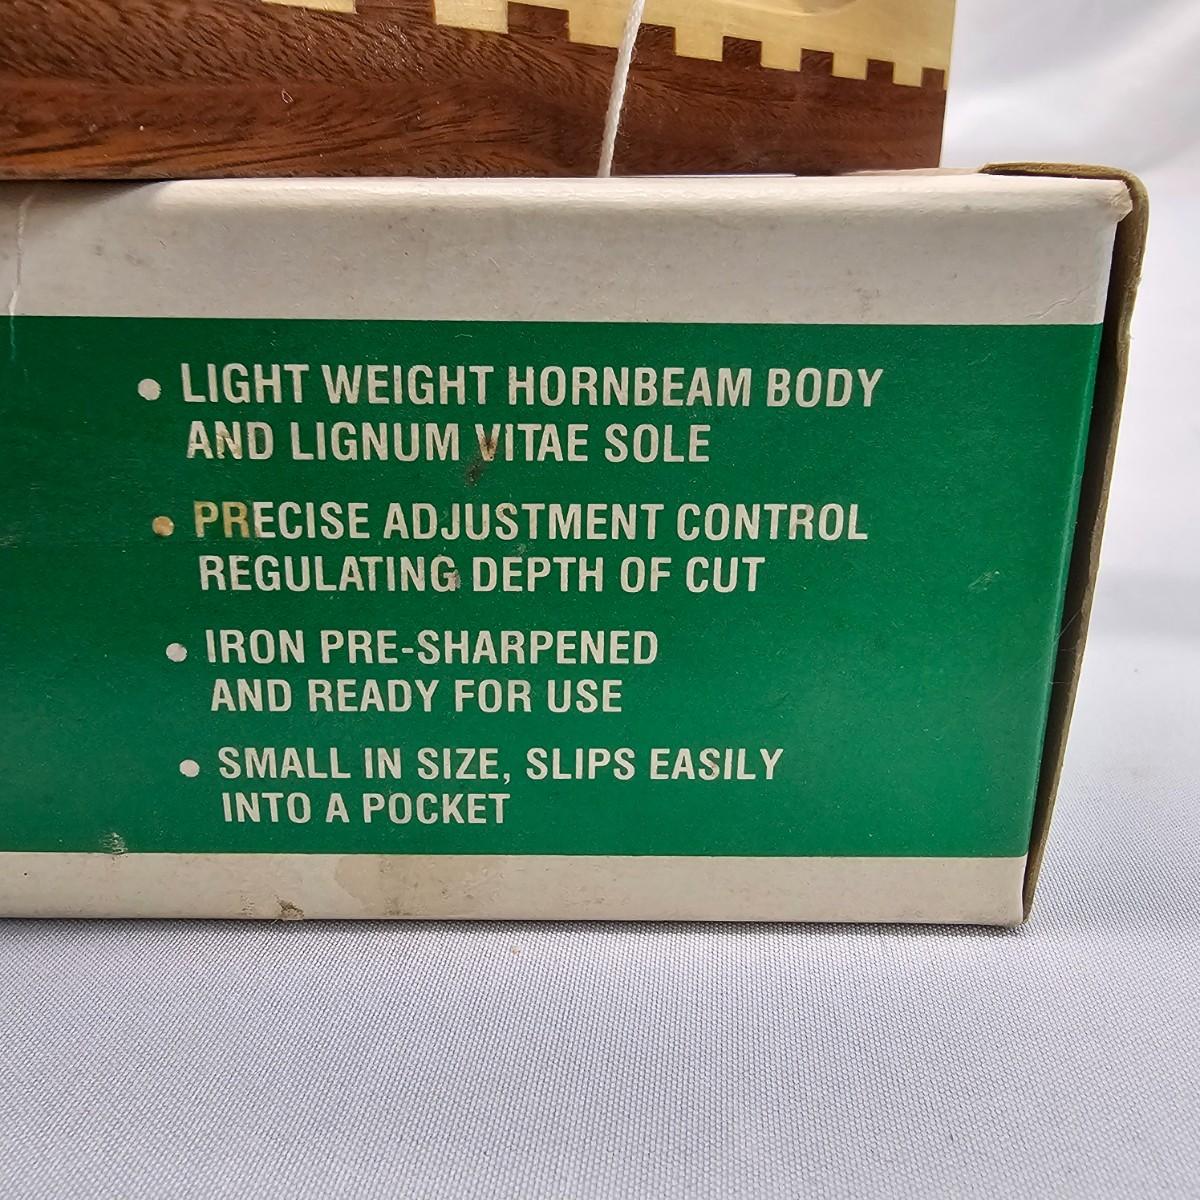 • LIGHT WEIGHT HORNBEAM BODY
AND LIGNUM VITAE SOLE
• PRECISE ADJUSTMENT CONTROL
REGULATING DEPTH OF CUT
• IRON PRE-SHARPENED
AND READY FOR USE
• SMALL IN SIZE, SLIPS EASILY
INTO A POCKET